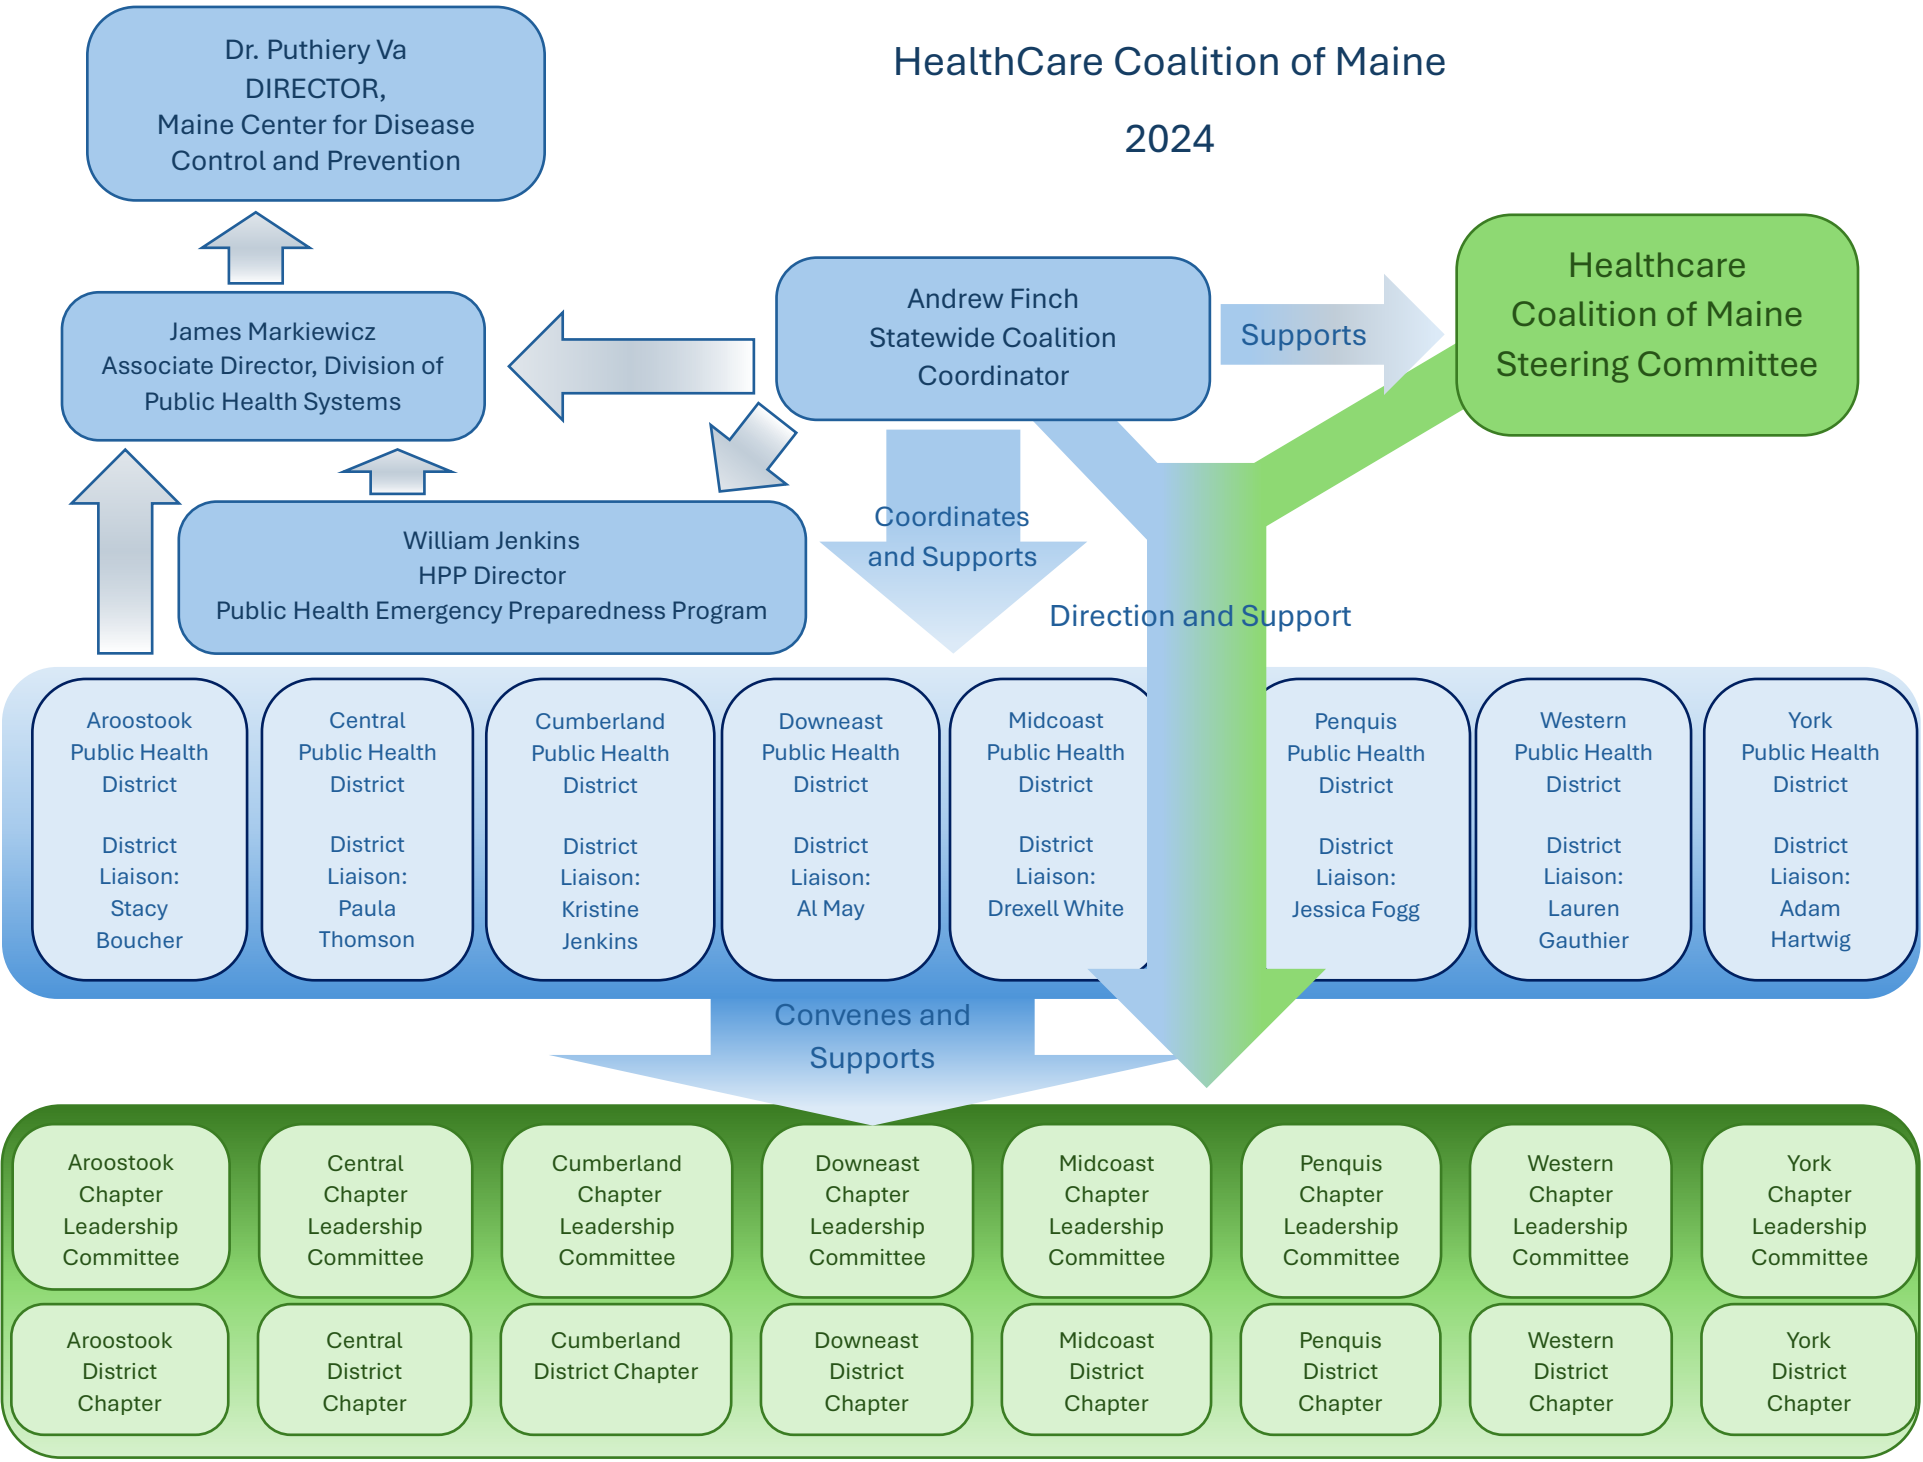 HealthCare Coalition of Maine
2024
Dr. Puthiery Va
DIRECTOR,
Maine Center for Disease
Control and Prevention
James Markiewicz
Associate Director, Division of
Public Health Systems
Andrew Finch
Statewide Coalition
Coordinator
Supports
Healthcare
Coalition of Maine
Steering Committee
William Jenkins
HPP Director
Public Health Emergency Preparedness Program
Coordinates
and Supports
Direction and Support
Aroostook
Public Health
District
District
Liaison:
Stacy
Boucher
Central
Public Health
District
District
Liaison:
Paula
Thomson
Cumberland
Public Health
District
District
Liaison:
Kristine
Jenkins
Downeast
Public Health
District
District
Liaison:
Al May
Midcoast
Public Health
District
District
Liaison:
Drexell White
Penquis
Public Health
District
District
Liaison:
Jessica Fogg
Western
Public Health
District
District
Liaison:
Lauren
Gauthier
York
Public Health
District
District
Liaison:
Adam
Hartwig
Convenes and
Supports
Aroostook
Chapter
Leadership
Committee
Central
Chapter
Leadership
Committee
Cumberland
Chapter
Leadership
Committee
Downeast
Chapter
Leadership
Committee
Midcoast
Chapter
Leadership
Committee
Penquis
Chapter
Leadership
Committee
Western
Chapter
Leadership
Committee
York
Chapter
Leadership
Committee
Aroostook
District
Chapter
Central
District
Chapter
Cumberland
District Chapter
Downeast
District
Chapter
Midcoast
District
Chapter
Penquis
District
Chapter
Western
District
Chapter
York
District
Chapter